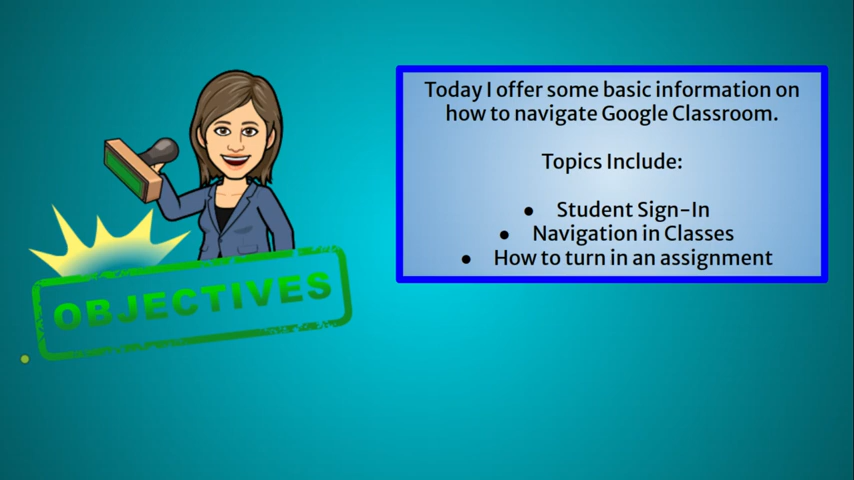 Today I offer some basic information on
how to navigate Google Classroom.
Topics Include:
● Student Sign-In
● Navigation in Classes
● How to turn in an assignment
OBJECTIVES